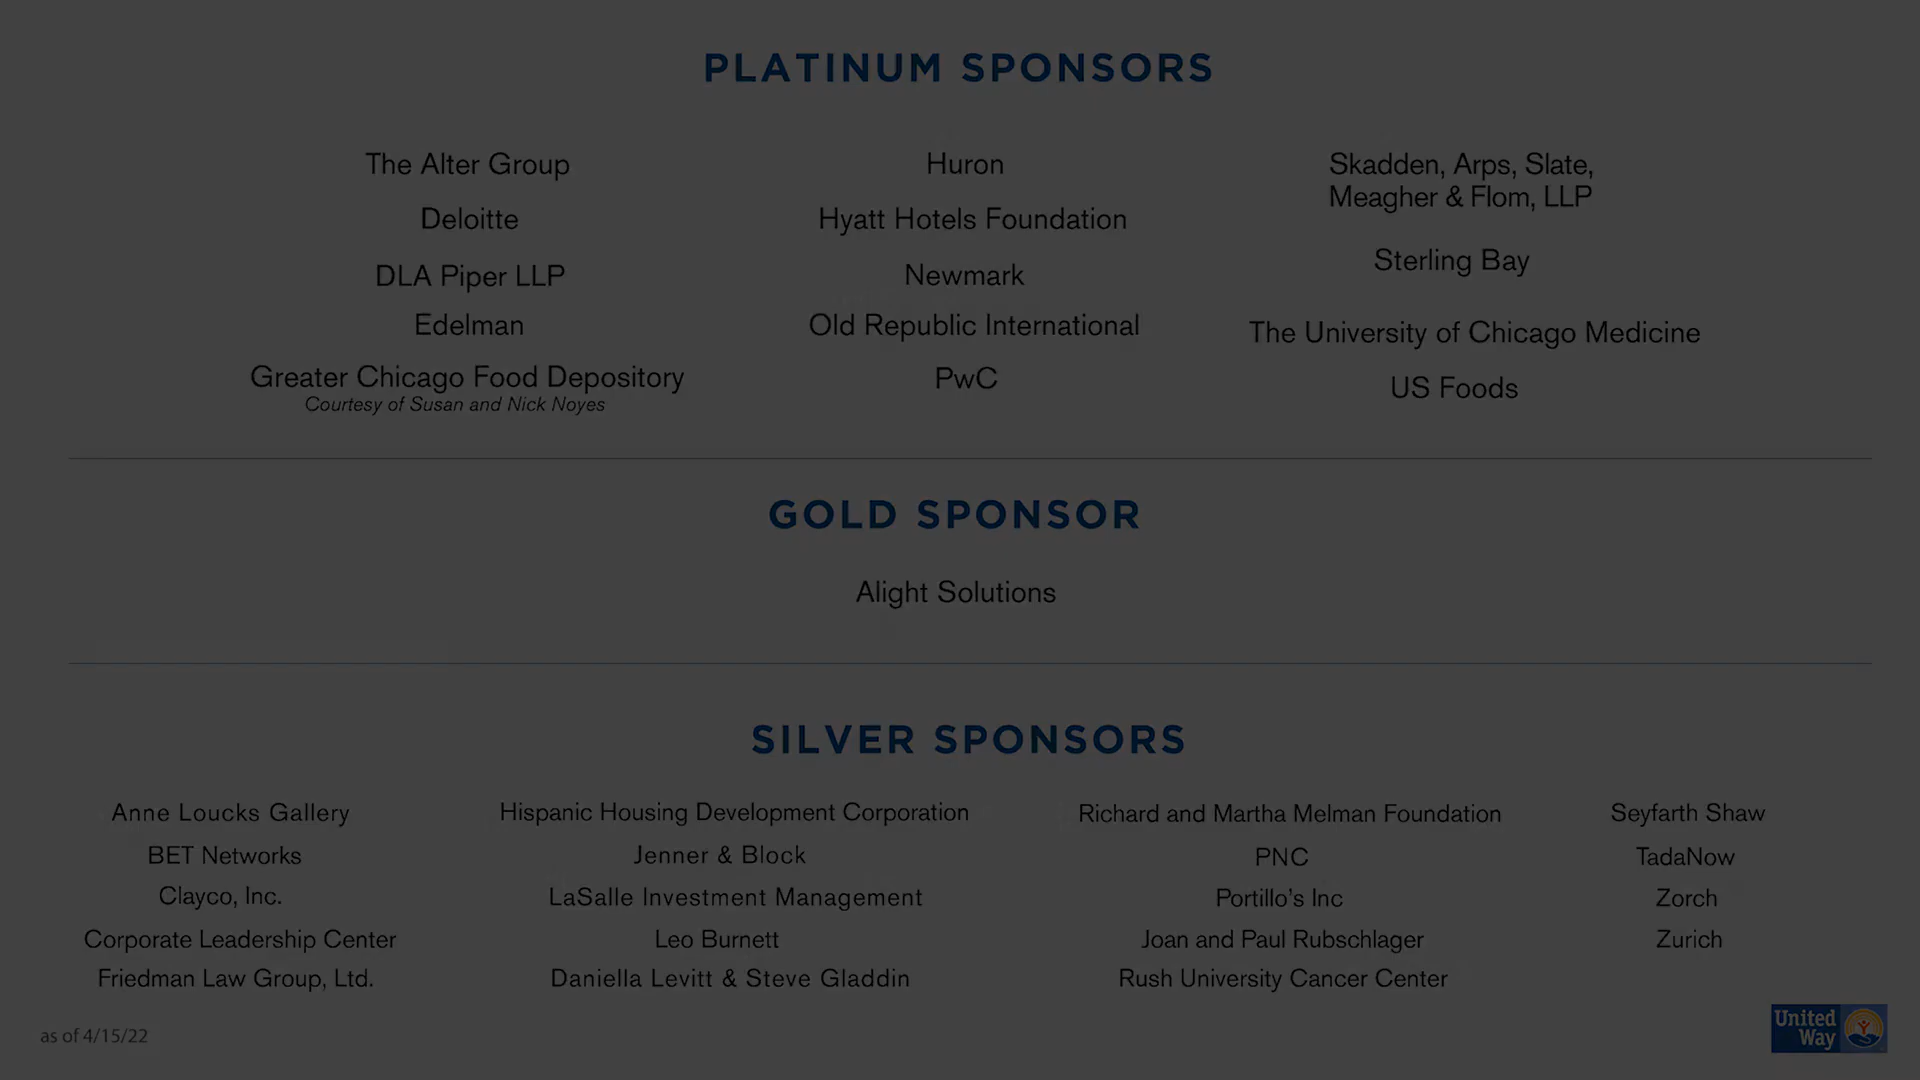 PLATINUM SPONSORS
The Alter Group
Deloitte
DLA Piper LLP
Edelman
Greater Chicago Food Depository
Courtesy of Susan and Nick Noyes
Huron
Hyatt Hotels Foundation
Newmark
Old Republic International
PwC
Skadden, Arps, Slate,
Meagher & Flom, LLP
Sterling Bay
The University of Chicago Medicine
US Foods
GOLD SPONSOR
Alight Solutions
SILVER SPONSORS
Anne Loucks Gallery
BET Networks
Clayco, Inc.
Corporate Leadership Center
Friedman Law Group, Ltd.
Hispanic Housing Development Corporation
Jenner & Block
LaSalle Investment Management
Leo Burnett
Daniella Levitt & Steve Gladdin
Richard and Martha Melman Foundation
PNC
Portillo's Inc
Joan and Paul Rubschlager
Rush University Cancer Center
Seyfarth Shaw
TadaNow
Zorch
Zurich
as of 4/15/22
United
Way